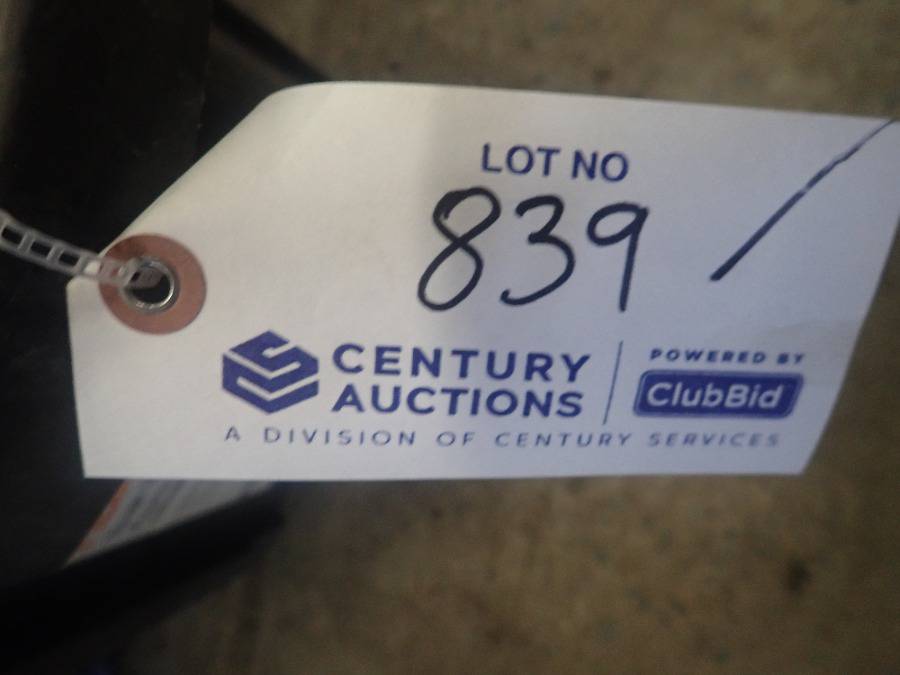 LOT NO
839
CENTURY
AUCTIONS
POWERED BY
ClubBid
A DIVISION OF CENTURY SERVICES